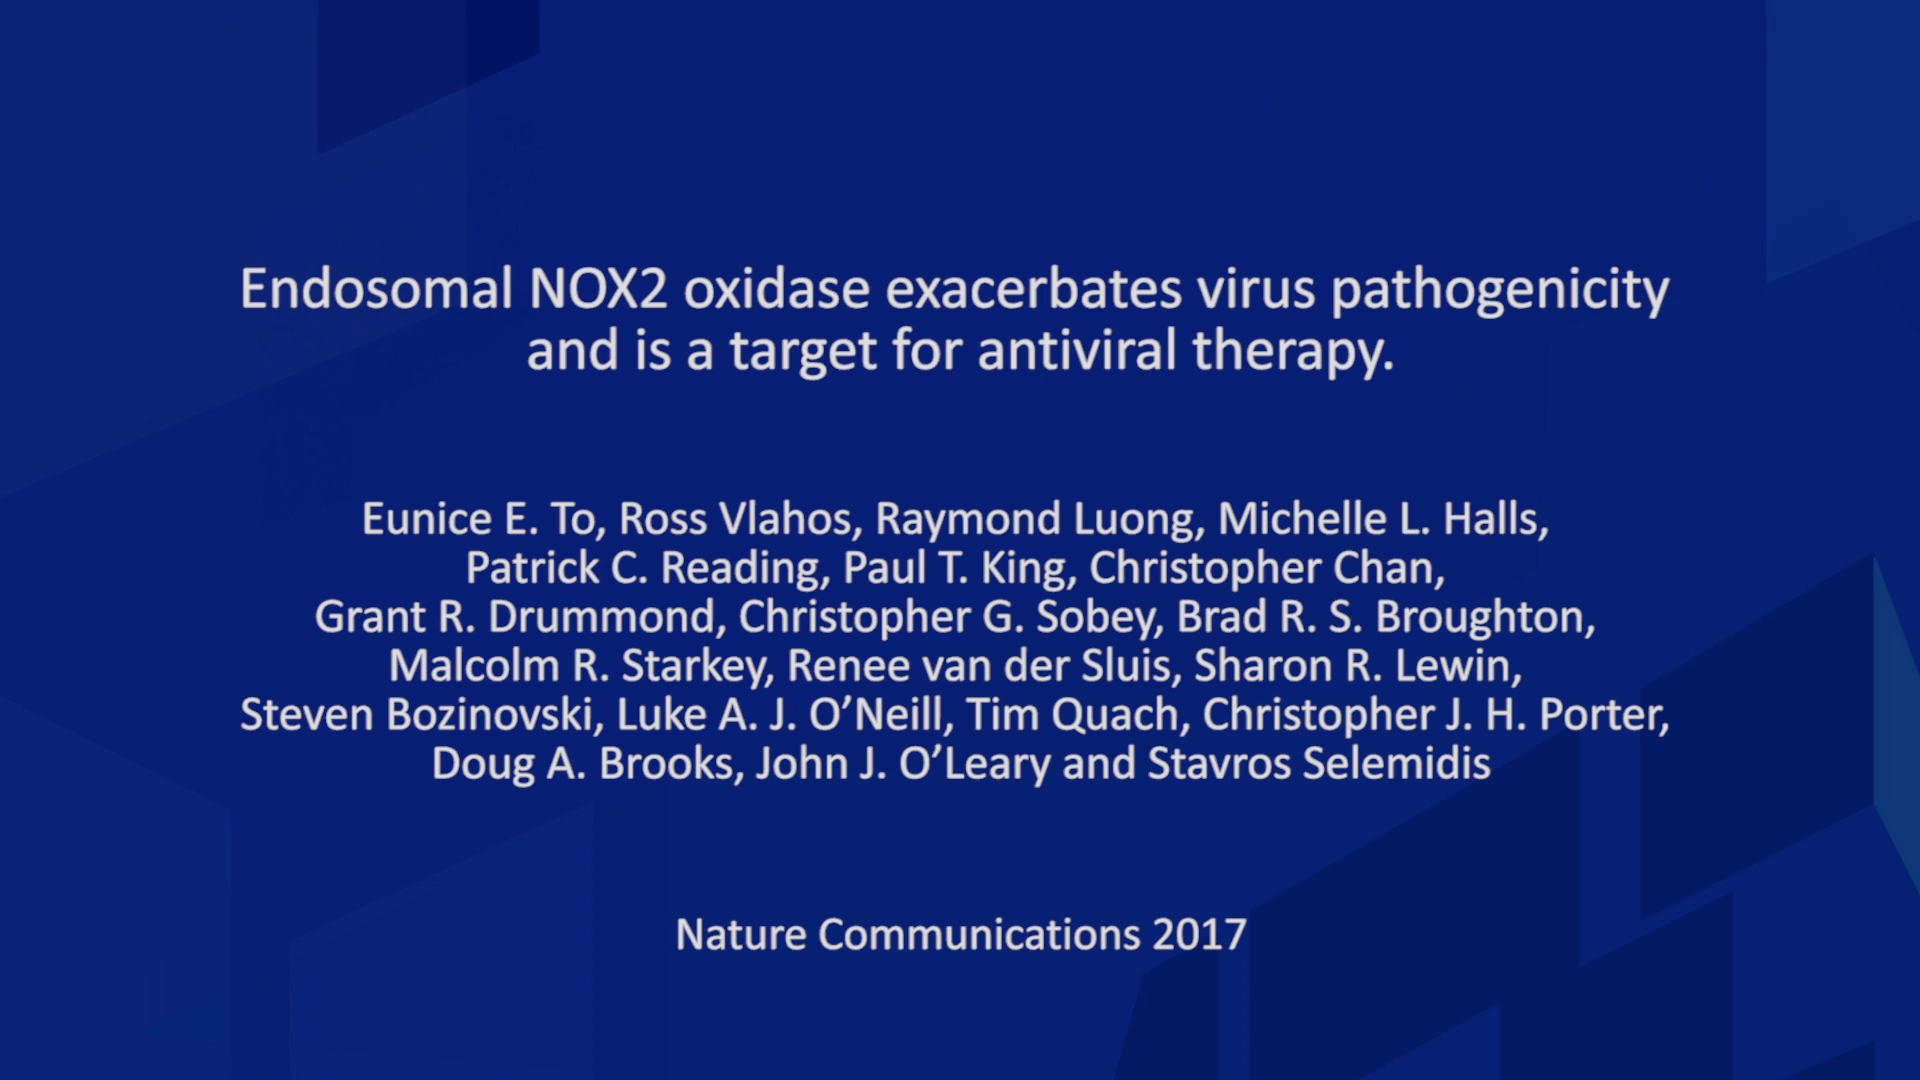 Endosomal NOX2 oxidase exacerbates virus pathogenicity
and is a target for antiviral therapy.
Eunice E. To, Ross Vlahos, Raymond Luong, Michelle L. Halls,
Patrick C. Reading, Paul T. King, Christopher Chan,
Grant R. Drummond, Christopher G. Sobey, Brad R. S. Broughton,
Malcolm R. Starkey, Renee van der Sluis, Sharon R. Lewin,
Steven Bozinovski, Luke A. J. O’Neill, Tim Quach, Christopher J. H. Porter,
Doug A. Brooks, John J. O’Leary and Stavros Selemidis
Nature Communications 2017